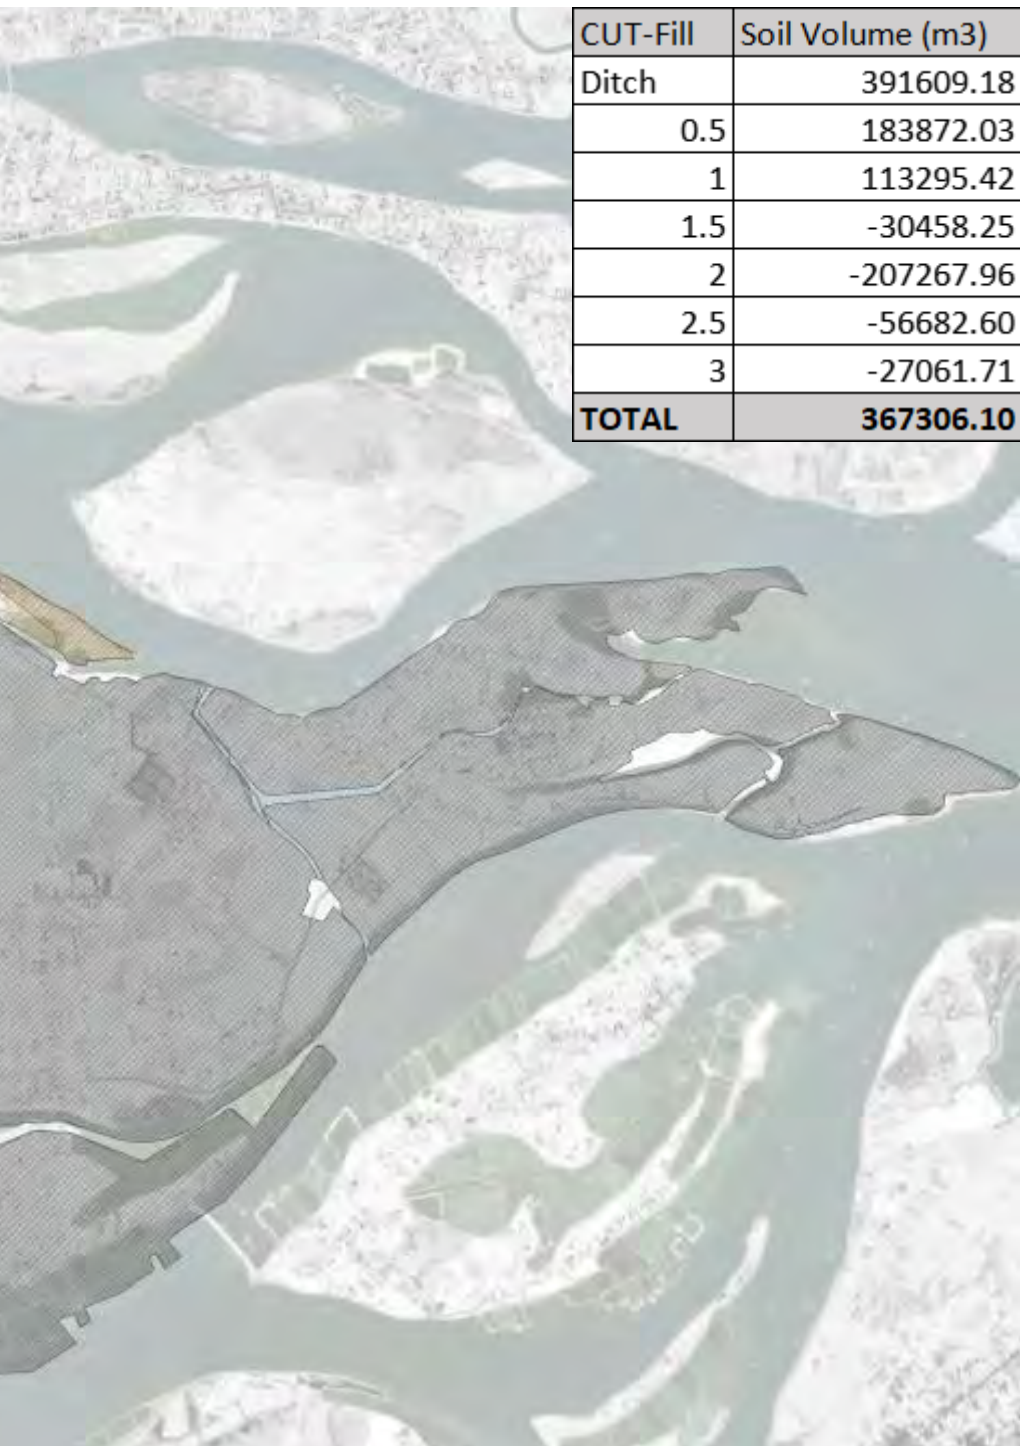 CUT-Fill Soil Volume (m3)
Ditch 391609.18
0.5 183872.03
1 113295.42
1.5 -30458.25
2 -207267.96
2.5 -56682.60
3 -27061.71
TOTAL 367306.10